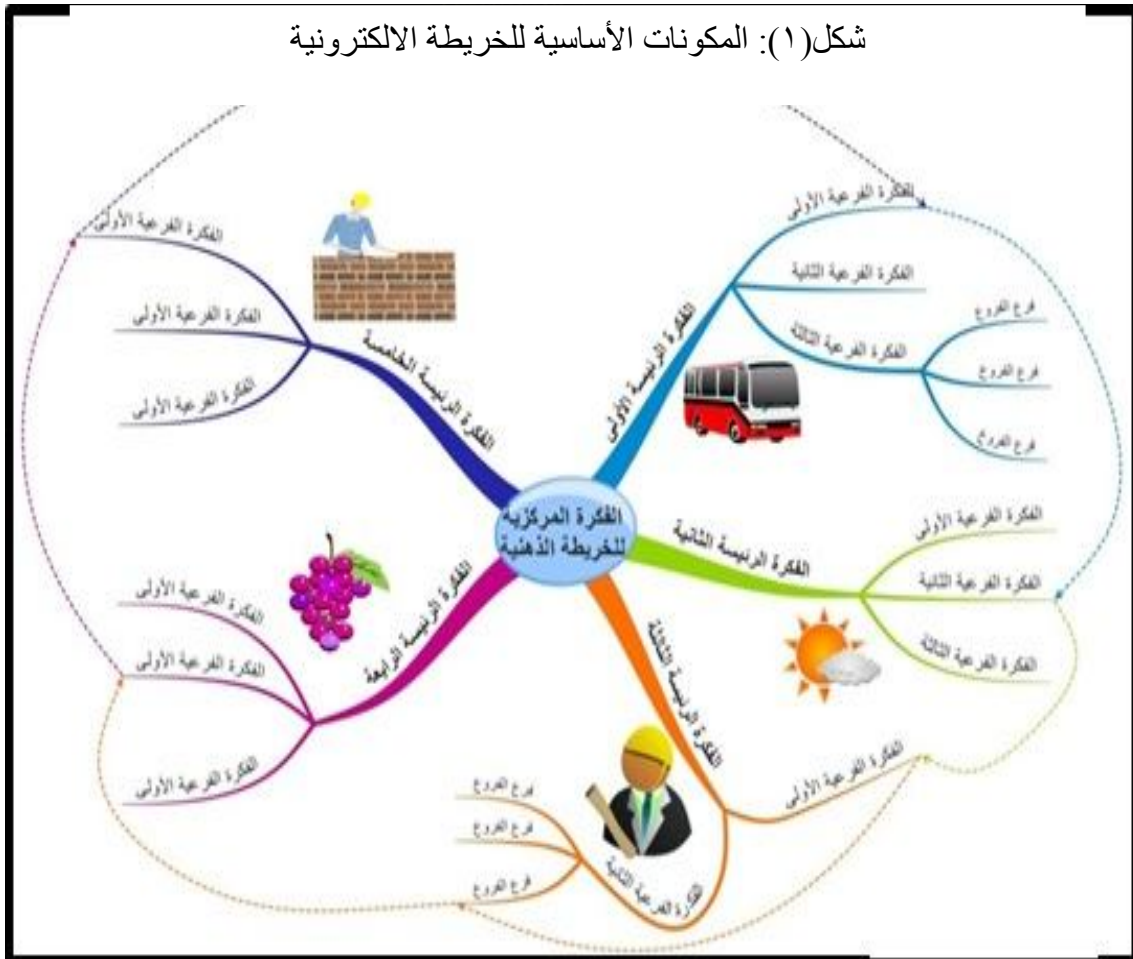 شكل(١): المكونات الأساسية للخريطة الالكترونية
الفكرة المركزية
للخريطة الذهنية
الفكرة الرئيسة الأولى
الفكرة الفرعية الأولى
الفكرة الفرعية الثانية
الفكرة الفرعية الثالثة
فرع الفروع
فرع الفروع
فرع الفروع
الفكرة الرئيسة الثانية
الفكرة الفرعية الأولى
الفكرة الفرعية الثانية
الفكرة الفرعية الثالثة
الفكرة الرئيسة الثالثة
الفكرة الفرعية الأولى
الفكرة الفرعية الثانية
فرع الفروع
فرع الفروع
فرع الفروع
الفكرة الرئيسة الرابعة
الفكرة الفرعية الأولى
الفكرة الفرعية الأولى
الفكرة الفرعية الأولى
الفكرة الرئيسة الخامسة
الفكرة الفرعية الأولى
الفكرة الفرعية الأولى
الفكرة الفرعية الأولى